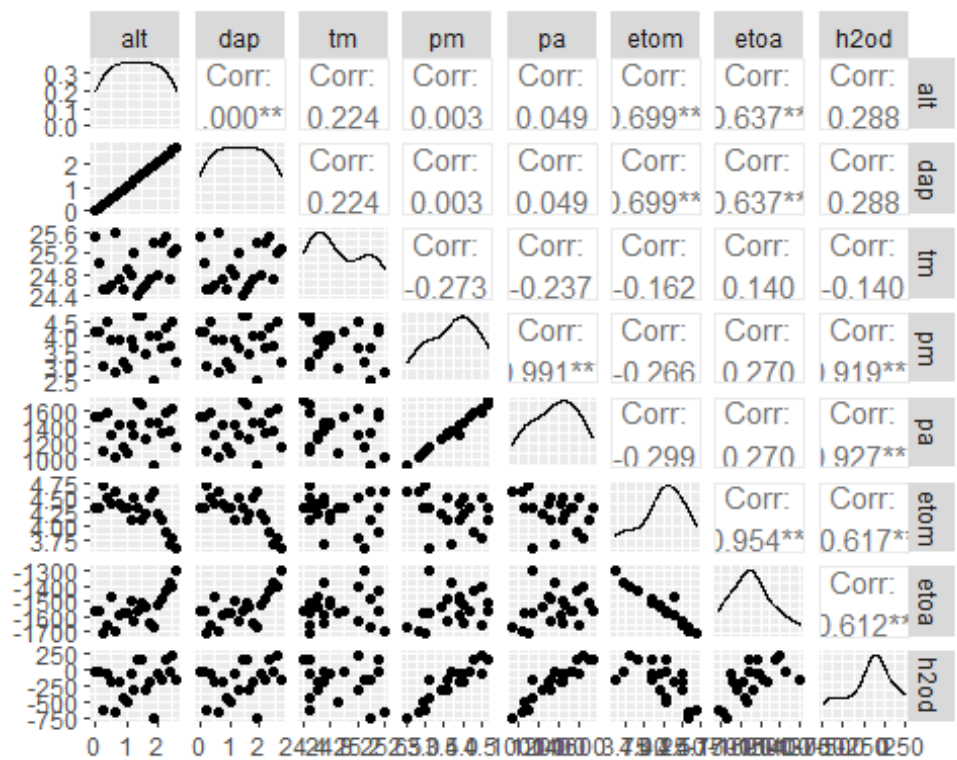 alt dap tm pm pa etom etoa h2od
0.3 Corr: Corr: Corr: Corr: Corr: Corr: Corr: alt
0.2
0.1
0.0 .000** 0.224 0.003 0.049 0.699** 0.637** 0.288
2 Corr: Corr: Corr: Corr: Corr: Corr: dap
1
0 0.224 0.003 0.049 0.699** 0.637** 0.288
25.6 Corr: Corr: Corr: Corr: Corr: tm
25.2
24.8
24.4 -0.273 -0.237 -0.162 0.140 -0.140
4.5 Corr: Corr: Corr: Corr: pm
3.5
3.0
2.5 0.991** -0.266 0.270 0.919**
1600 Corr: Corr: Corr: pa
1400
1200
1000 -0.299 0.270 0.927**
4.75 Corr: Corr: etom
4.50
4.25
4.00
3.75 0.954** 0.617**
-1300 Corr: etoa
-1400
-1500
-1600
-1700 0.612**
250 h2od
0
-250
-500
-750
0 1 2 0 1 2